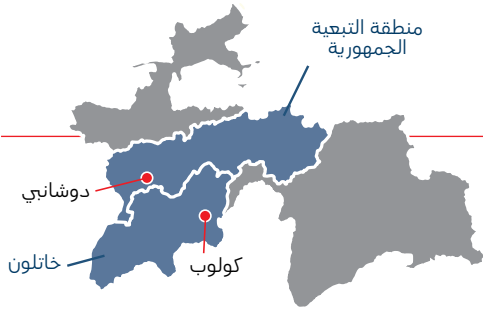 منطقة التبعية
الجمهورية
دوشانبي
كولوب
خاتلون